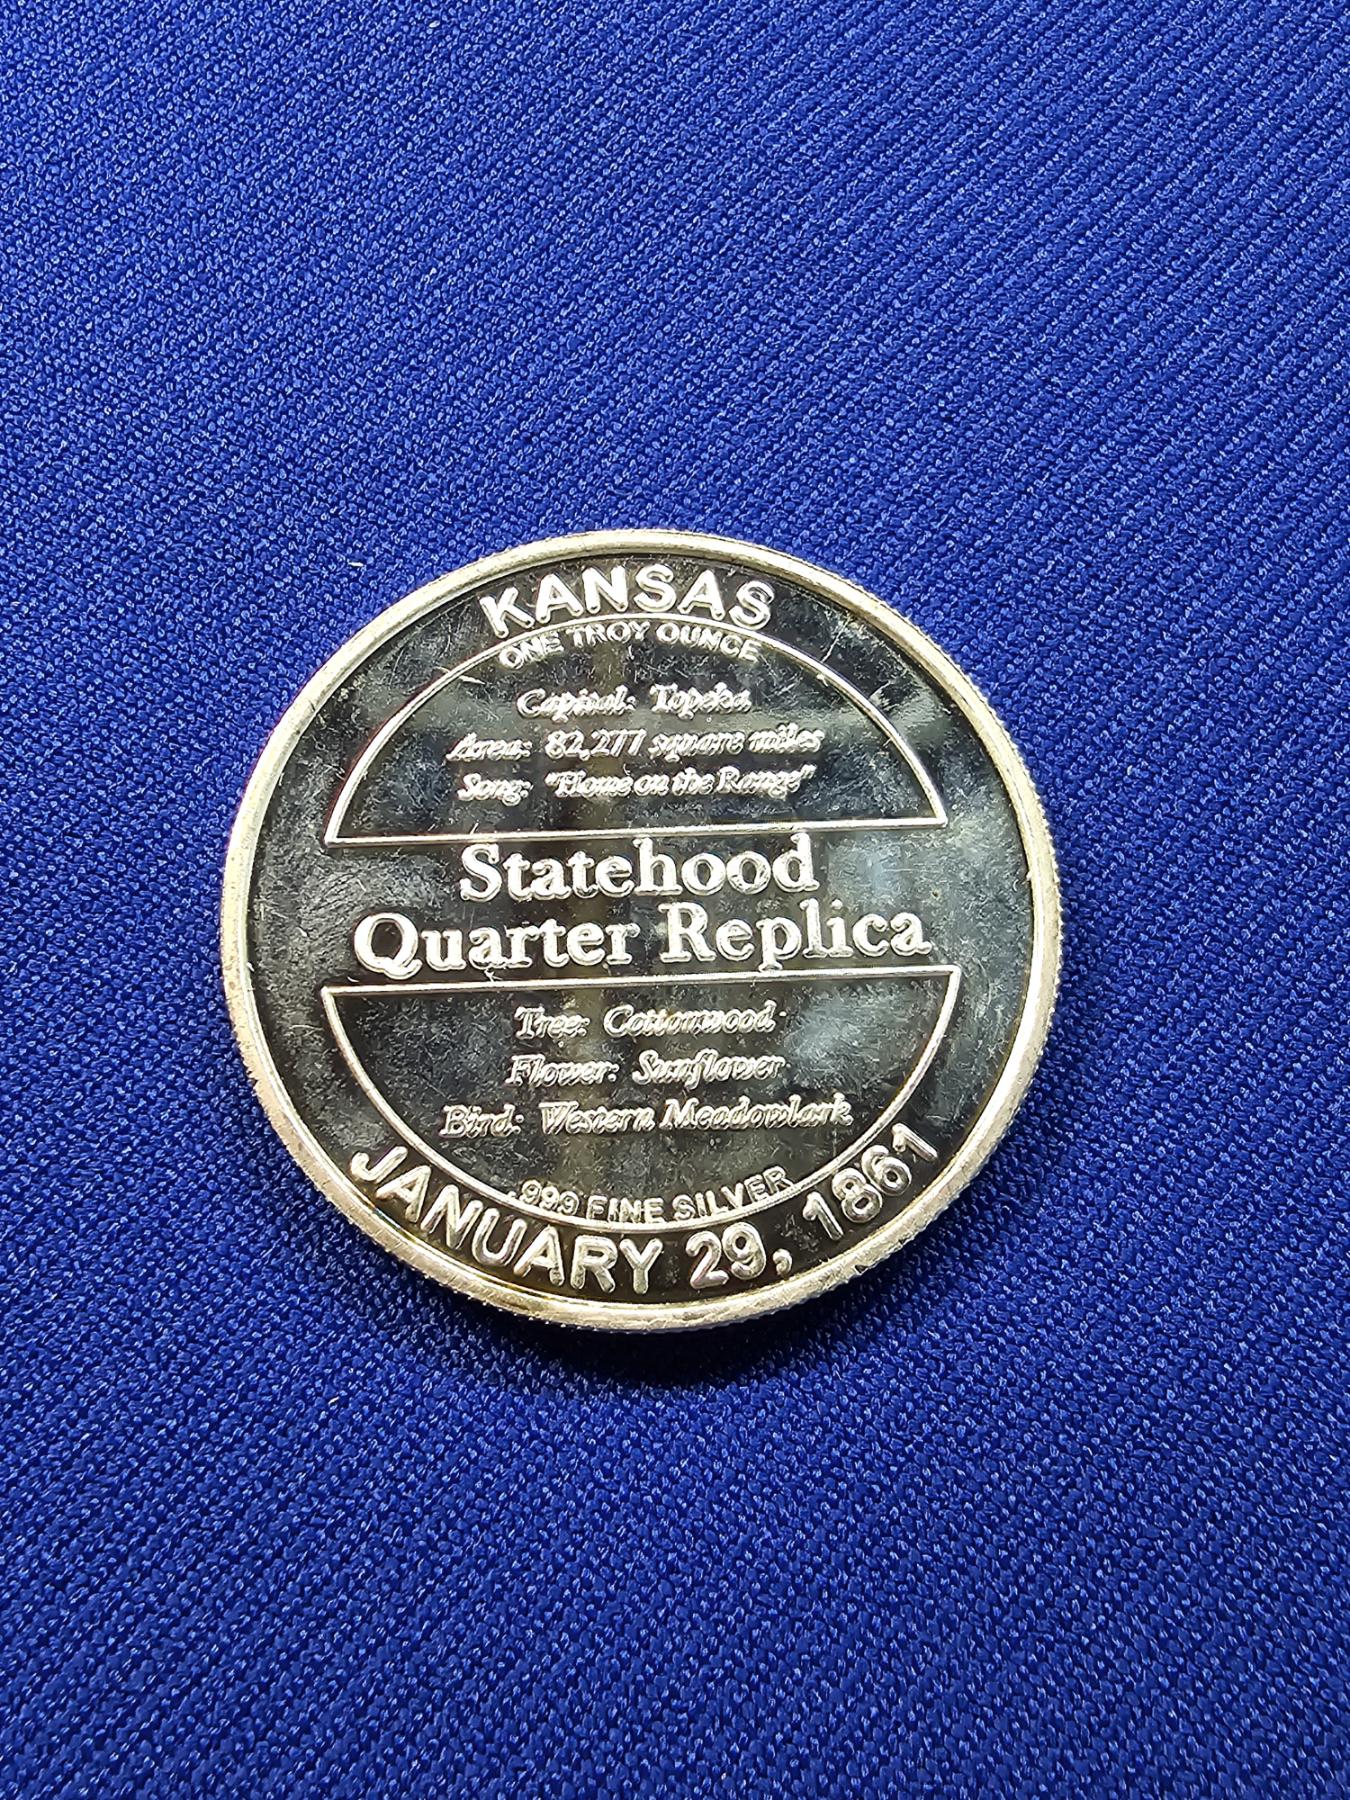 KANSAS
ONE TROY OUNCE
Capital: Topeka
Area: 82,277 square miles
Song: "Home on the Range"
Statehood
Quarter Replica
Tree: Cottonwood
Flower: Sunflower
Bird: Western Meadowlark
.999 FINE SILVER
JANUARY 29, 1861